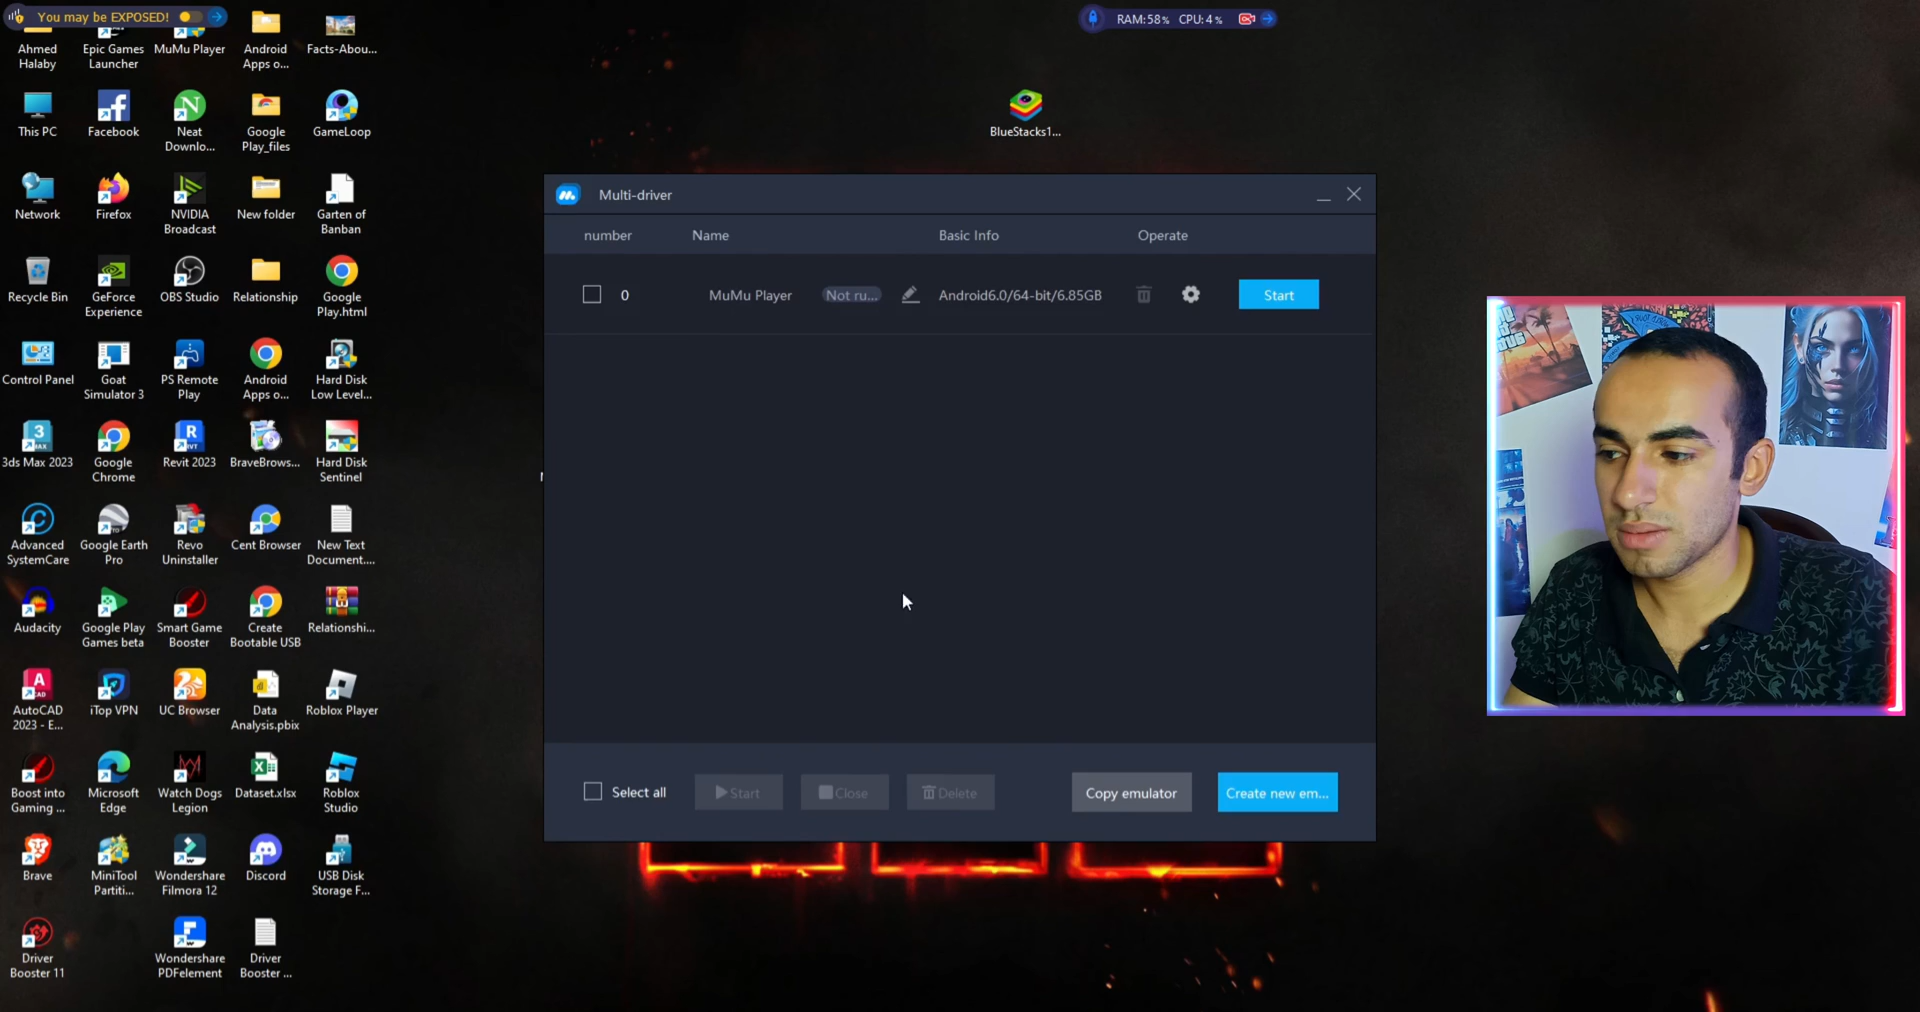 You may be EXPOSED!
RAM:58% CPU:4%
Ahmed
Halaby
Epic Games
Launcher
MuMu Player
Android
Apps o...
Facts-Abou...
This PC
Facebook
Neat
Downlo...
Google
Play_files
GameLoop
BlueStacks1...
Network
Firefox
NVIDIA
Broadcast
New folder
Garten of
Banban
Recycle Bin
GeForce
Experience
OBS Studio
Relationship
Google
Play.html
Control Panel
Goat
Simulator 3
PS Remote
Play
Android
Apps o...
Hard Disk
Low Level...
3ds Max 2023
Google
Chrome
Revit 2023
BraveBrows...
Hard Disk
Sentinel
Advanced
SystemCare
Google Earth
Pro
Revo
Uninstaller
Cent Browser
New Text
Document....
Audacity
Google Play
Games beta
Smart Game
Booster
Create
Bootable USB
Relationshi...
AutoCAD
2023 - E...
iTop VPN
UC Browser
Data
Analysis.pbix
Roblox Player
Boost into
Gaming ...
Microsoft
Edge
Watch Dogs
Legion
Dataset.xlsx
Roblox
Studio
Brave
MiniTool
Partiti...
Wondershare
Filmora 12
Discord
USB Disk
Storage F...
Driver
Booster 11
Wondershare
PDFelement
Driver
Booster ...
Multi-driver
number Name Basic Info Operate
0 MuMu Player Not ru... Android6.0/64-bit/6.85GB Start
Select all Start Close Delete Copy emulator Create new em...